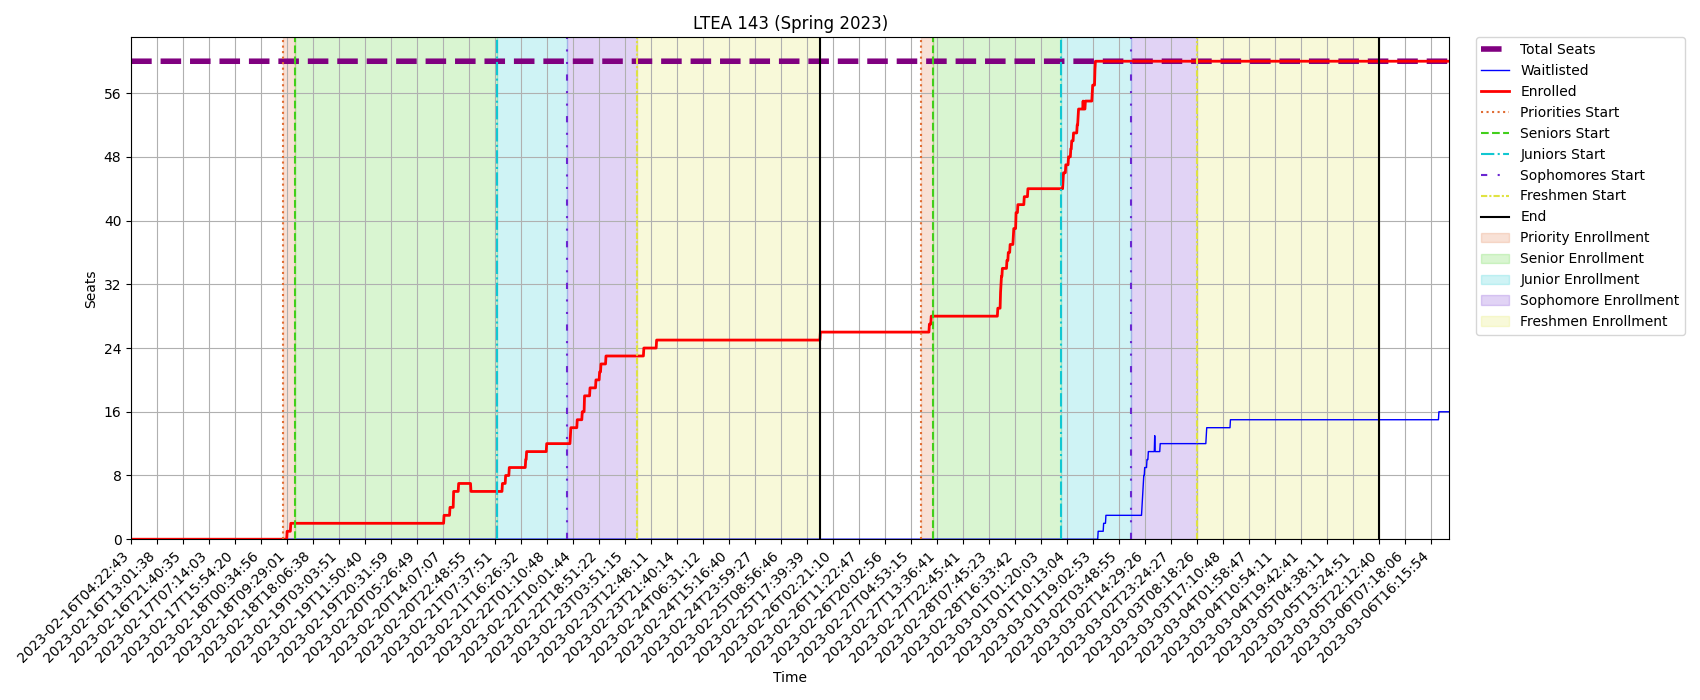 LTEA 143 (Spring 2023)
Total Seats
Waitlisted
Enrolled
Priorities Start
Seniors Start
Juniors Start
Sophomores Start
Freshmen Start
End
Priority Enrollment
Senior Enrollment
Junior Enrollment
Sophomore Enrollment
Freshmen Enrollment
Seats
56
48
40
32
24
16
8
0
2023-02-16T04:22:43
2023-02-16T13:01:38
2023-02-16T21:40:35
2023-02-17T07:14:03
2023-02-17T15:54:20
2023-02-18T00:34:56
2023-02-18T09:29:01
2023-02-18T18:06:38
2023-02-19T03:03:51
2023-02-19T11:50:40
2023-02-19T20:31:59
2023-02-20T05:26:49
2023-02-20T14:07:07
2023-02-20T22:48:55
2023-02-21T07:37:51
2023-02-21T16:26:32
2023-02-22T01:10:48
2023-02-22T10:01:44
2023-02-22T18:51:22
2023-02-23T03:51:15
2023-02-23T12:48:11
2023-02-23T21:40:14
2023-02-24T06:31:12
2023-02-24T15:16:40
2023-02-24T23:59:27
2023-02-25T08:56:46
2023-02-25T17:39:39
2023-02-26T02:21:10
2023-02-26T11:22:47
2023-02-26T20:02:56
2023-02-27T04:53:15
2023-02-27T13:36:41
2023-02-27T22:45:41
2023-02-28T07:45:23
2023-02-28T16:33:42
2023-03-01T01:20:03
2023-03-01T10:13:04
2023-03-01T19:02:53
2023-03-02T03:48:55
2023-03-02T14:29:26
2023-03-02T23:24:27
2023-03-03T08:18:26
2023-03-03T17:10:48
2023-03-04T01:58:47
2023-03-04T10:54:11
2023-03-04T19:42:41
2023-03-05T04:38:11
2023-03-05T13:24:51
2023-03-05T22:12:40
2023-03-06T07:18:06
2023-03-06T16:15:54
Time